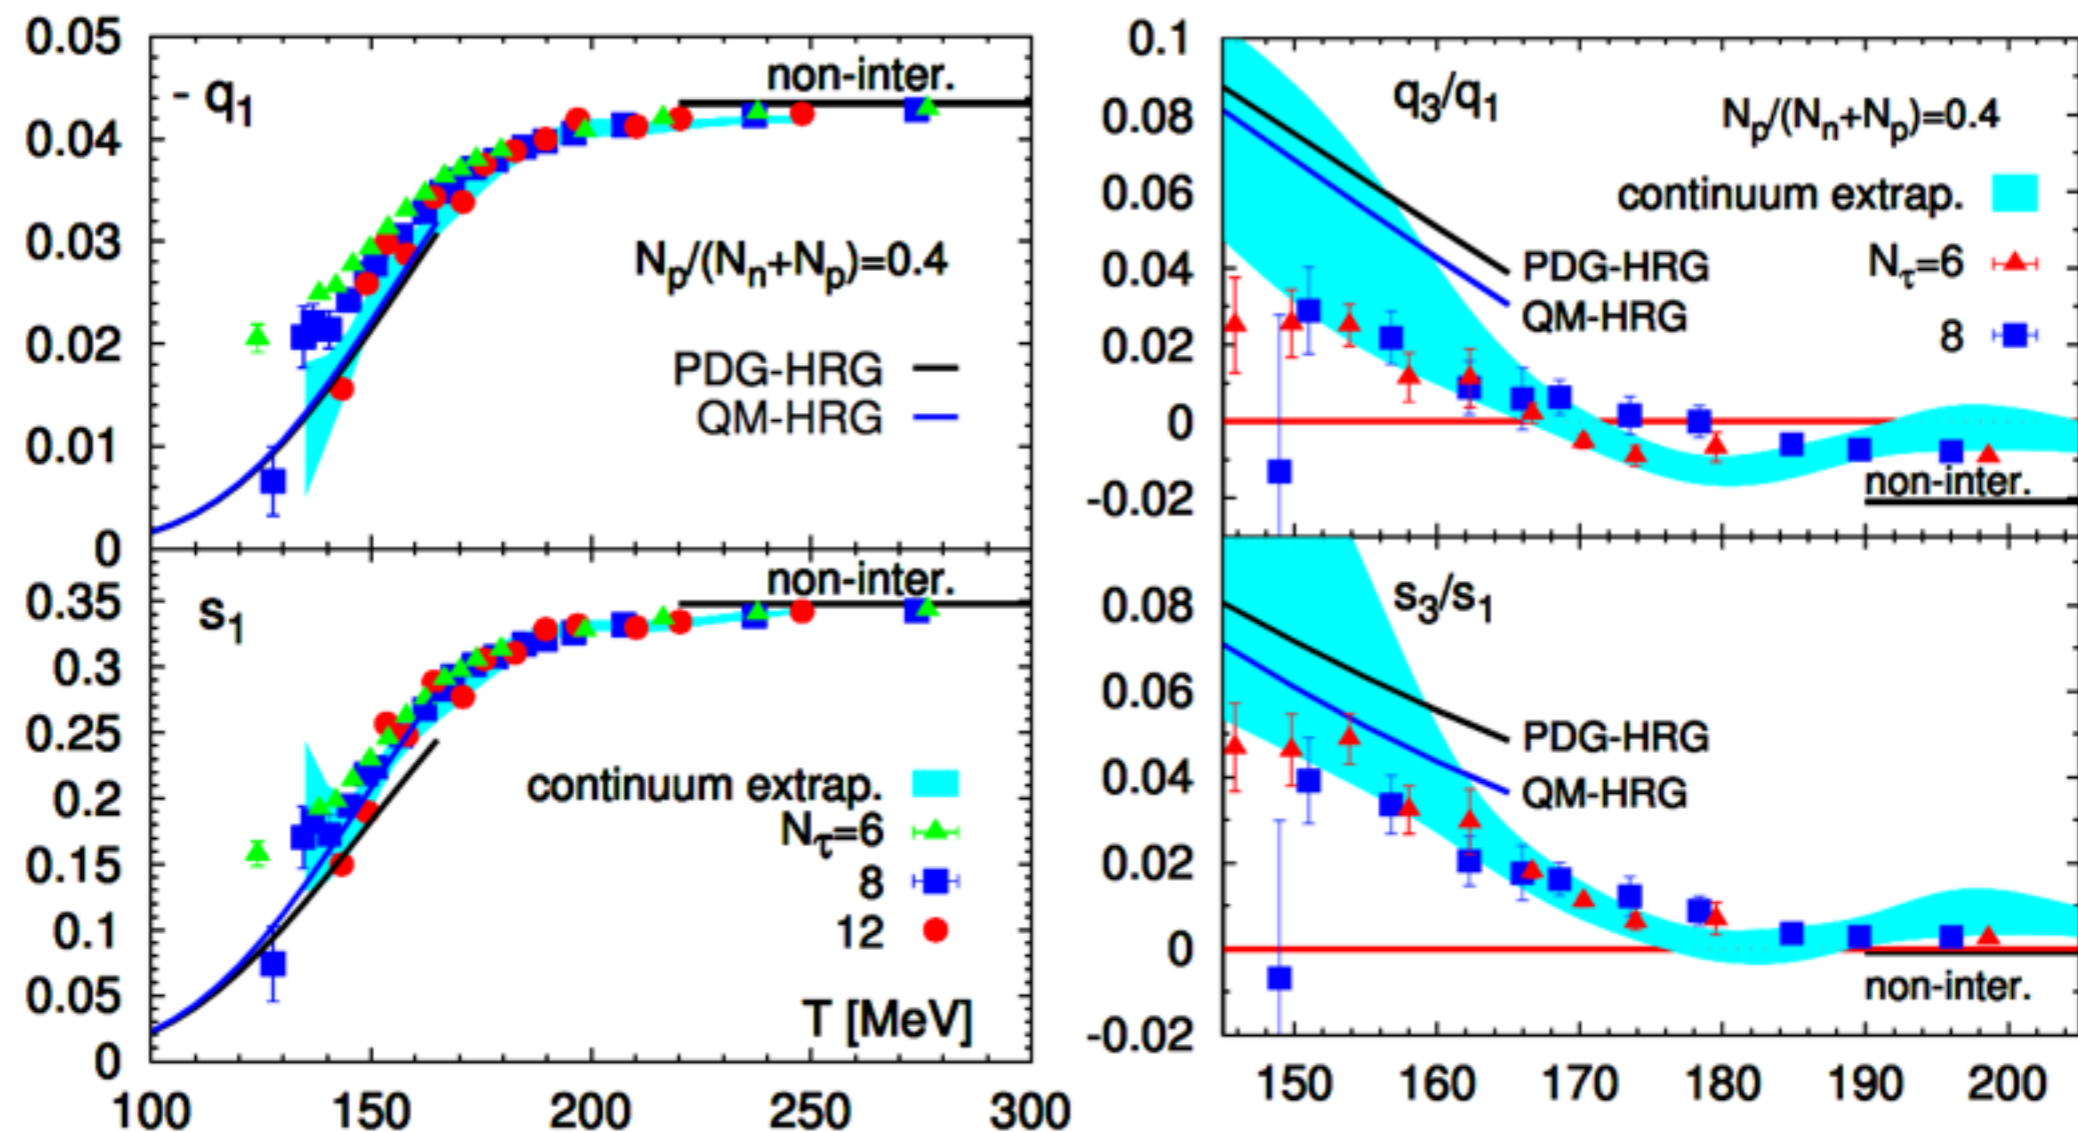 0.05
0.04
0.03
0.02
0.01
0
- q1
non-inter.
Np/(Nn+Np)=0.4
PDG-HRG
QM-HRG
0.35
0.3
0.25
0.2
0.15
0.1
0.05
0
s1
non-inter.
continuum extrap.
Nτ=6
8
12
T [MeV]
100 150 200 250 300
0.1
0.08
0.06
0.04
0.02
0
-0.02
q3/q1
Np/(Nn+Np)=0.4
continuum extrap.
Nτ=6
8
PDG-HRG
QM-HRG
non-inter.
0.08
0.06
0.04
0.02
0
-0.02
s3/s1
PDG-HRG
QM-HRG
non-inter.
150 160 170 180 190 200